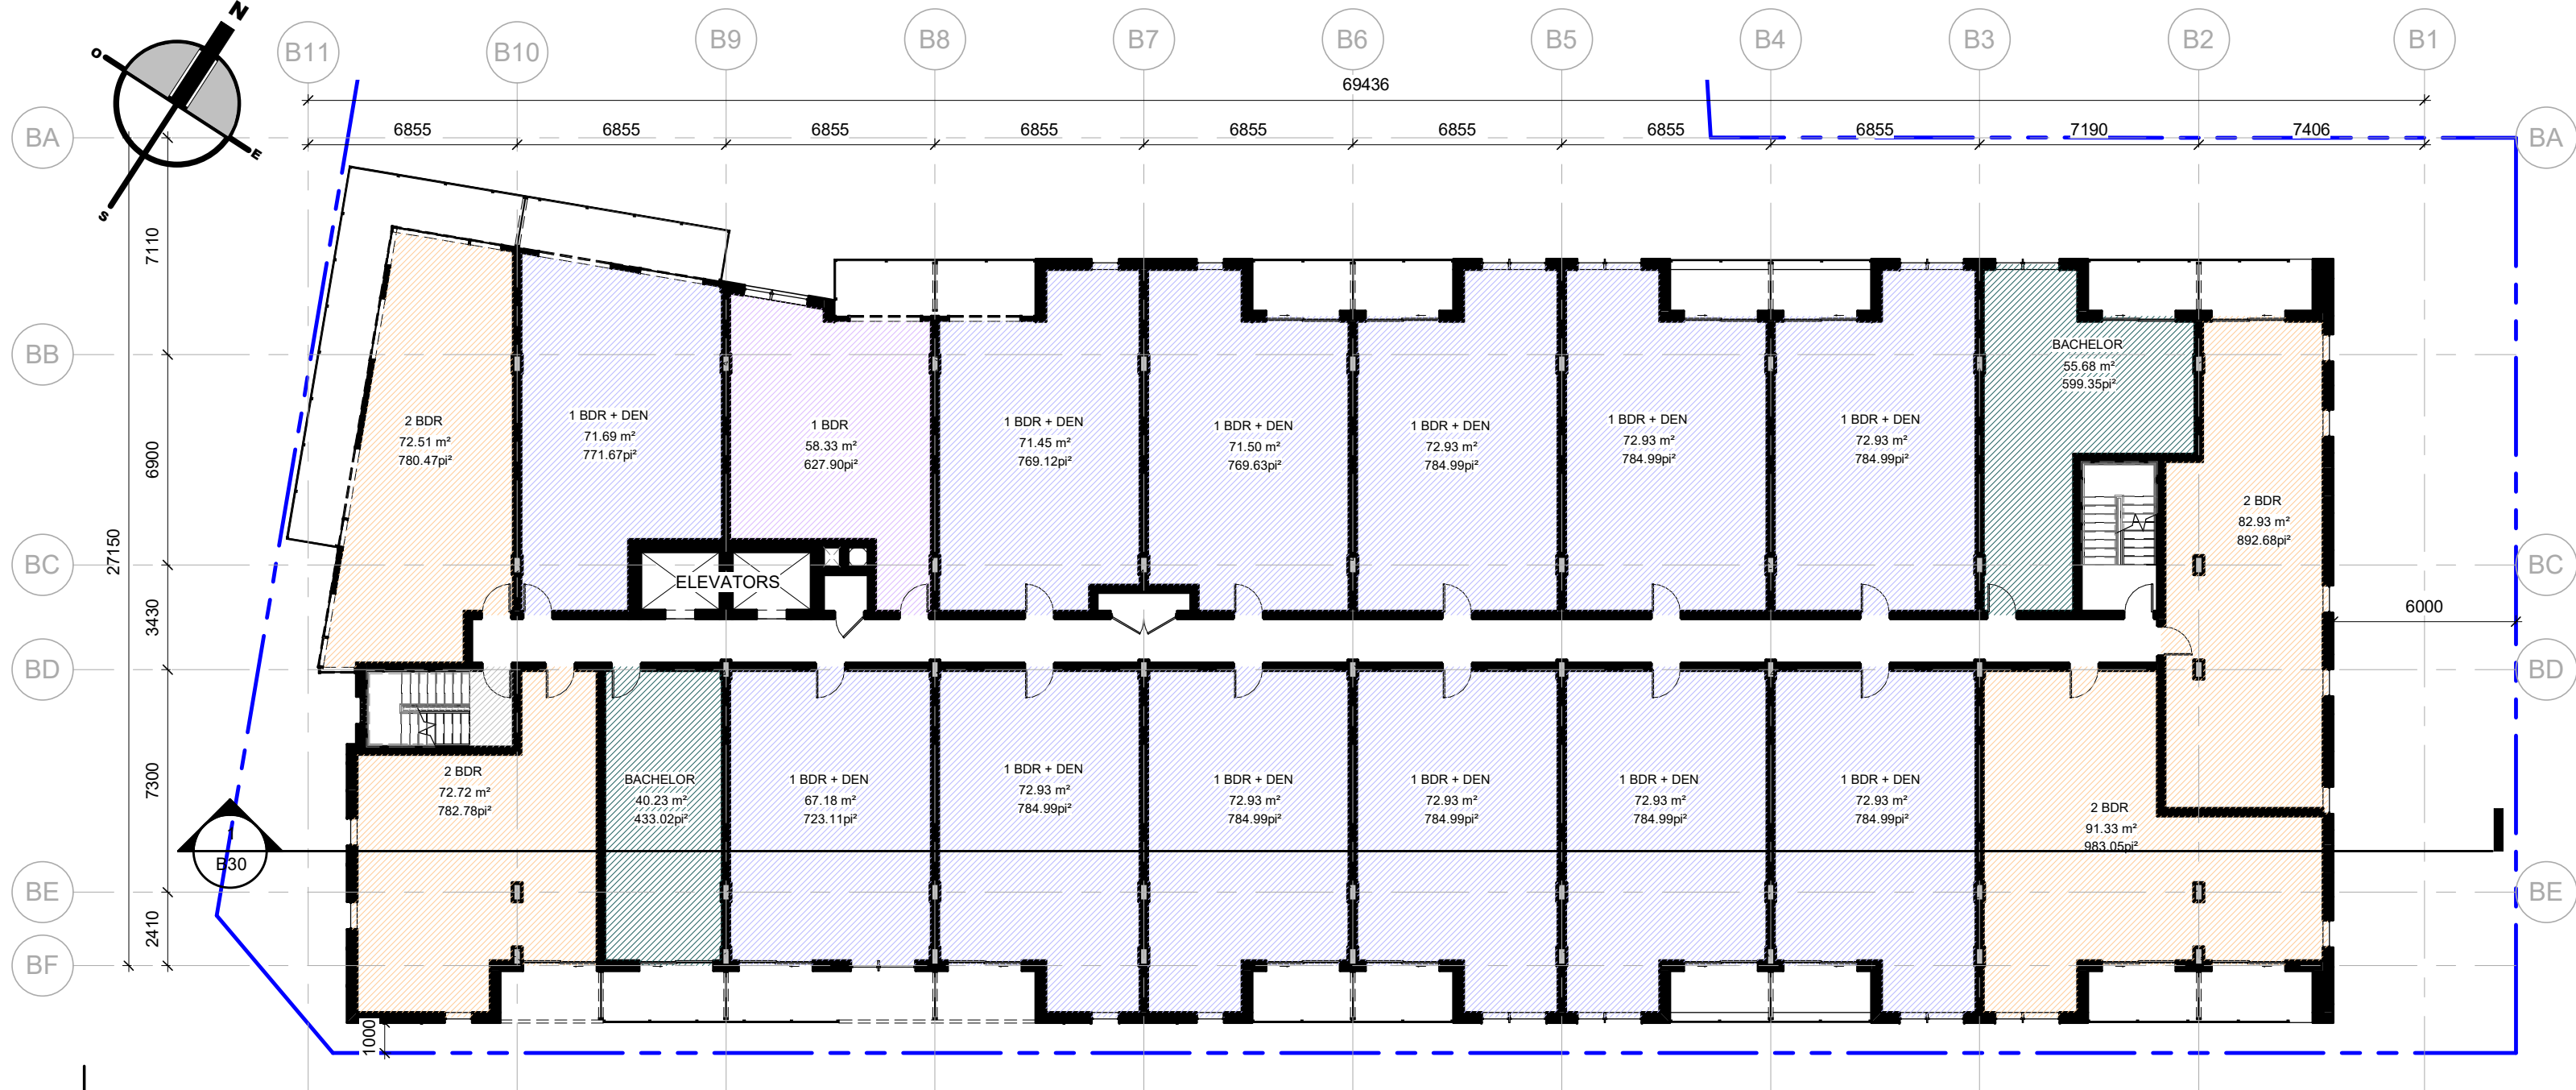 N
O
E
S
B11
B10
B9
B8
B7
B6
B5
B4
B3
B2
B1
69436
6855
6855
6855
6855
6855
6855
6855
6855
7190
7406
BA
BA
7110
BB
6900
27150
BC
BC
3430
BD
BD
7300
BE
BE
2410
BF
2 BDR
72.51 m²
780.47pi²
1 BDR + DEN
71.69 m²
771.67pi²
1 BDR
58.33 m²
627.90pi²
1 BDR + DEN
71.45 m²
769.12pi²
1 BDR + DEN
71.50 m²
769.63pi²
1 BDR + DEN
72.93 m²
784.99pi²
1 BDR + DEN
72.93 m²
784.99pi²
1 BDR + DEN
72.93 m²
784.99pi²
BACHELOR
55.68 m²
599.35pi²
2 BDR
82.93 m²
892.68pi²
ELEVATORS
6000
2 BDR
72.72 m²
782.78pi²
BACHELOR
40.23 m²
433.02pi²
1 BDR + DEN
67.18 m²
723.11pi²
1 BDR + DEN
72.93 m²
784.99pi²
1 BDR + DEN
72.93 m²
784.99pi²
1 BDR + DEN
72.93 m²
784.99pi²
1 BDR + DEN
72.93 m²
784.99pi²
1 BDR + DEN
72.93 m²
784.99pi²
2 BDR
91.33 m²
983.05pi²
1
B30
1000